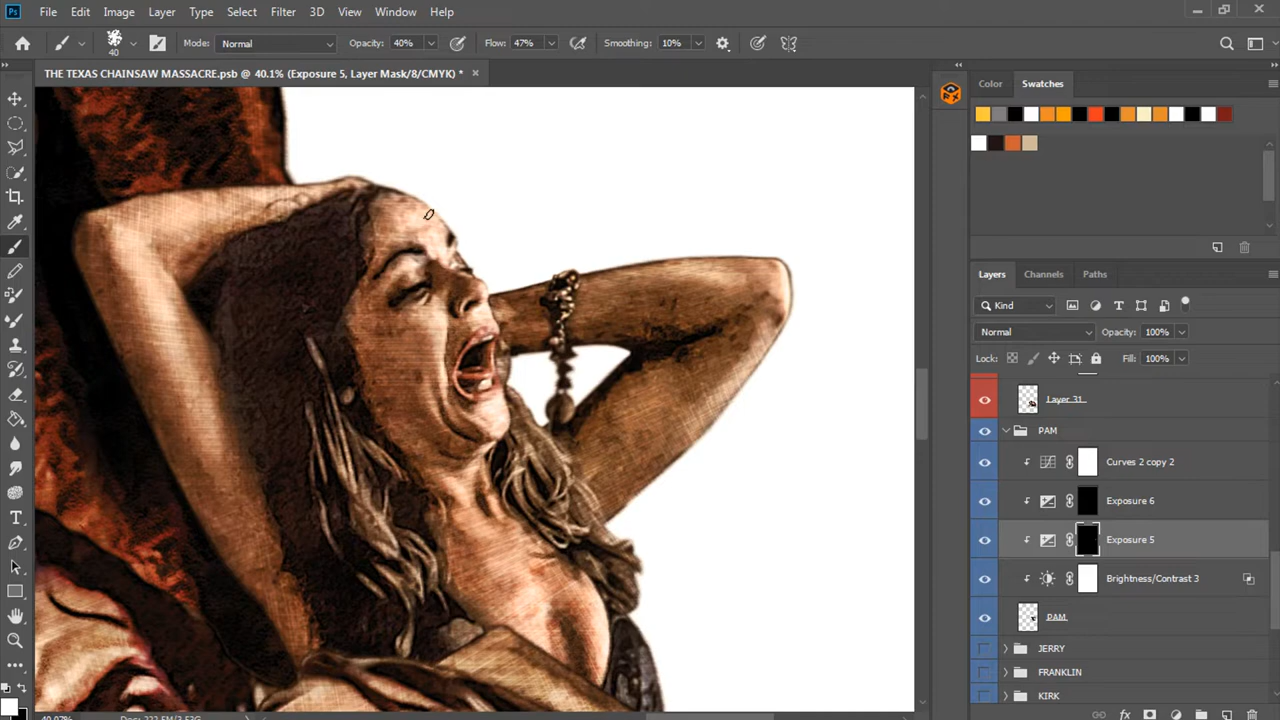 Ps File Edit Image Layer Type Select Filter 3D View Window Help
40 Mode: Normal Opacity: 40% Flow: 47% Smoothing: 10%
THE TEXAS CHAINSAW MASSACRE.psb @ 40.1% (Exposure 5, Layer Mask/8/CMYK) * ×
Color Swatches
Layers Channels Paths
Kind
Normal Opacity: 100%
Lock: Fill: 100%
Layer 31
PAM
Curves 2 copy 2
Exposure 6
Exposure 5
Brightness/Contrast 3
PAM
JERRY
FRANKLIN
KIRK